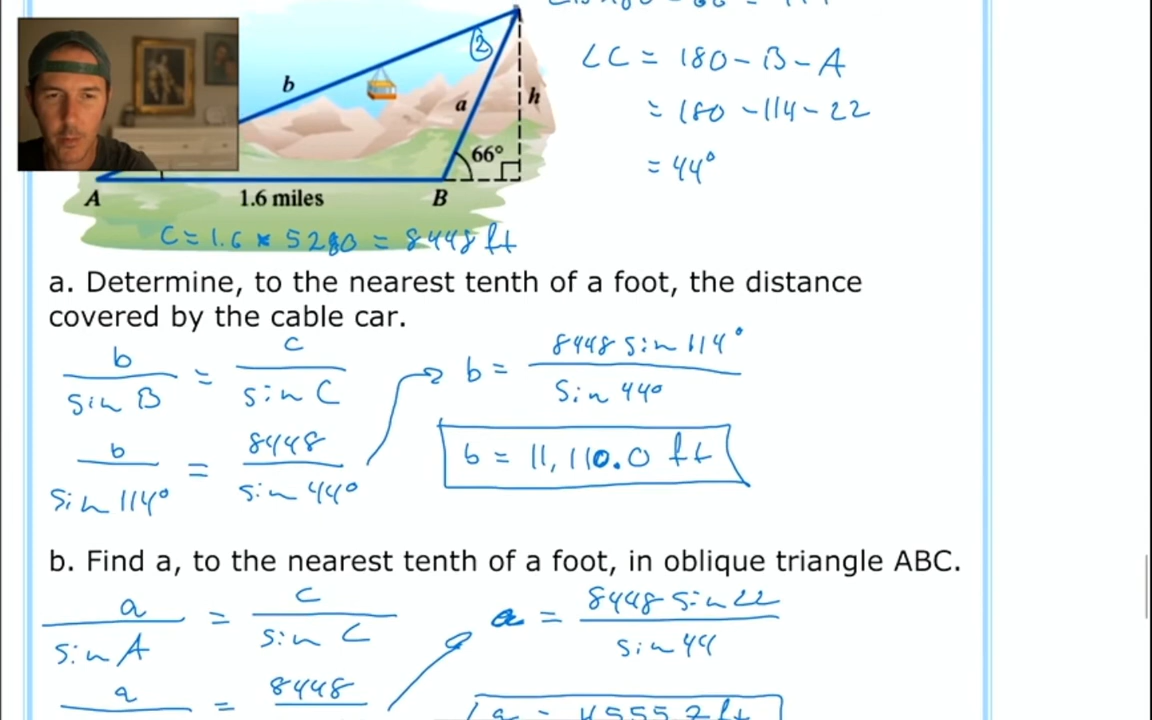 b
2
a
h
66°
A
1.6 miles
B
C = 1.6 × 5280 = 8448 ft
∠C = 180 - B - A
= 180 - 114 - 22
= 44°
a. Determine, to the nearest tenth of a foot, the distance
covered by the cable car.
b / sin B = c / sin C
b / sin 114° = 8448 / sin 44°
b = 8448 sin 114° / sin 44°
b = 11,110.0 ft
b. Find a, to the nearest tenth of a foot, in oblique triangle ABC.
a / sin A = c / sin C
a = 8448
a = 8448 sin 22 / sin 44